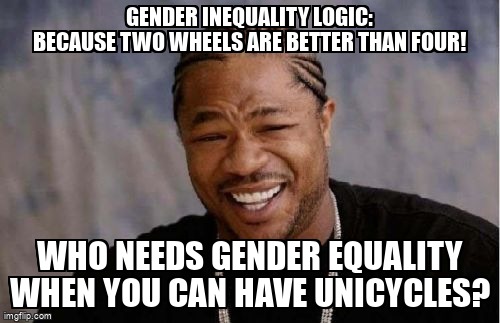 GENDER INEQUALITY LOGIC:
BECAUSE TWO WHEELS ARE BETTER THAN FOUR!
WHO NEEDS GENDER EQUALITY
WHEN YOU CAN HAVE UNICYCLES?
imgflip.com